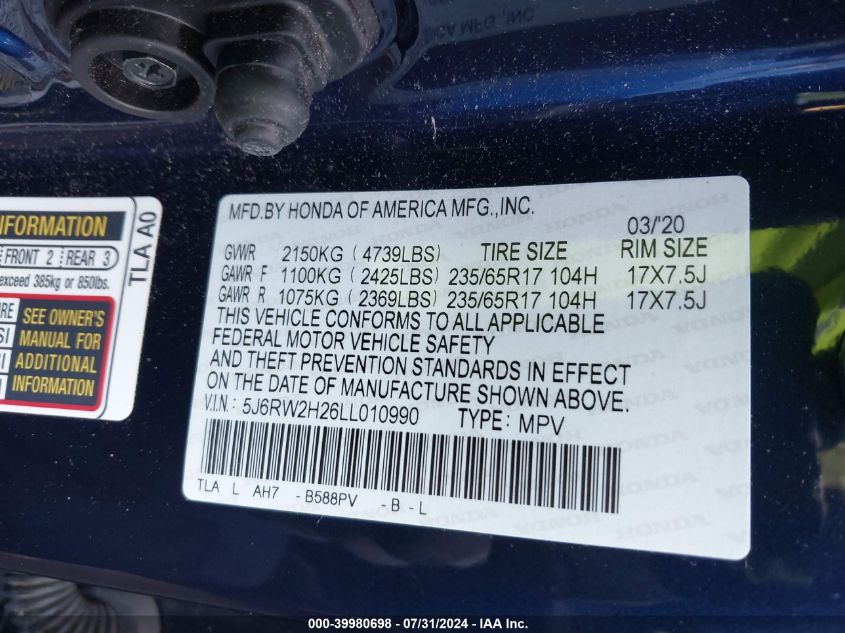 MFG, INC
INFORMATION
FRONT 2 REAR 3
exceed 385kg or 850lbs.
SEE OWNER'S
MANUAL FOR
ADDITIONAL
INFORMATION
TLA A0
MFD.BY HONDA OF AMERICA MFG.,INC.
03/'20
GVWR 2150KG ( 4739LBS ) TIRE SIZE RIM SIZE
GAWR F 1100KG ( 2425LBS ) 235/65R17 104H 17X7.5J
GAWR R 1075KG ( 2369LBS ) 235/65R17 104H 17X7.5J
THIS VEHICLE CONFORMS TO ALL APPLICABLE
FEDERAL MOTOR VEHICLE SAFETY
AND THEFT PREVENTION STANDARDS IN EFFECT
ON THE DATE OF MANUFACTURE SHOWN ABOVE.
V.I.N.: 5J6RW2H26LL010990 TYPE: MPV
TLA L AH7 - B588PV - B - L
000-39980698 - 07/31/2024 - IAA Inc.